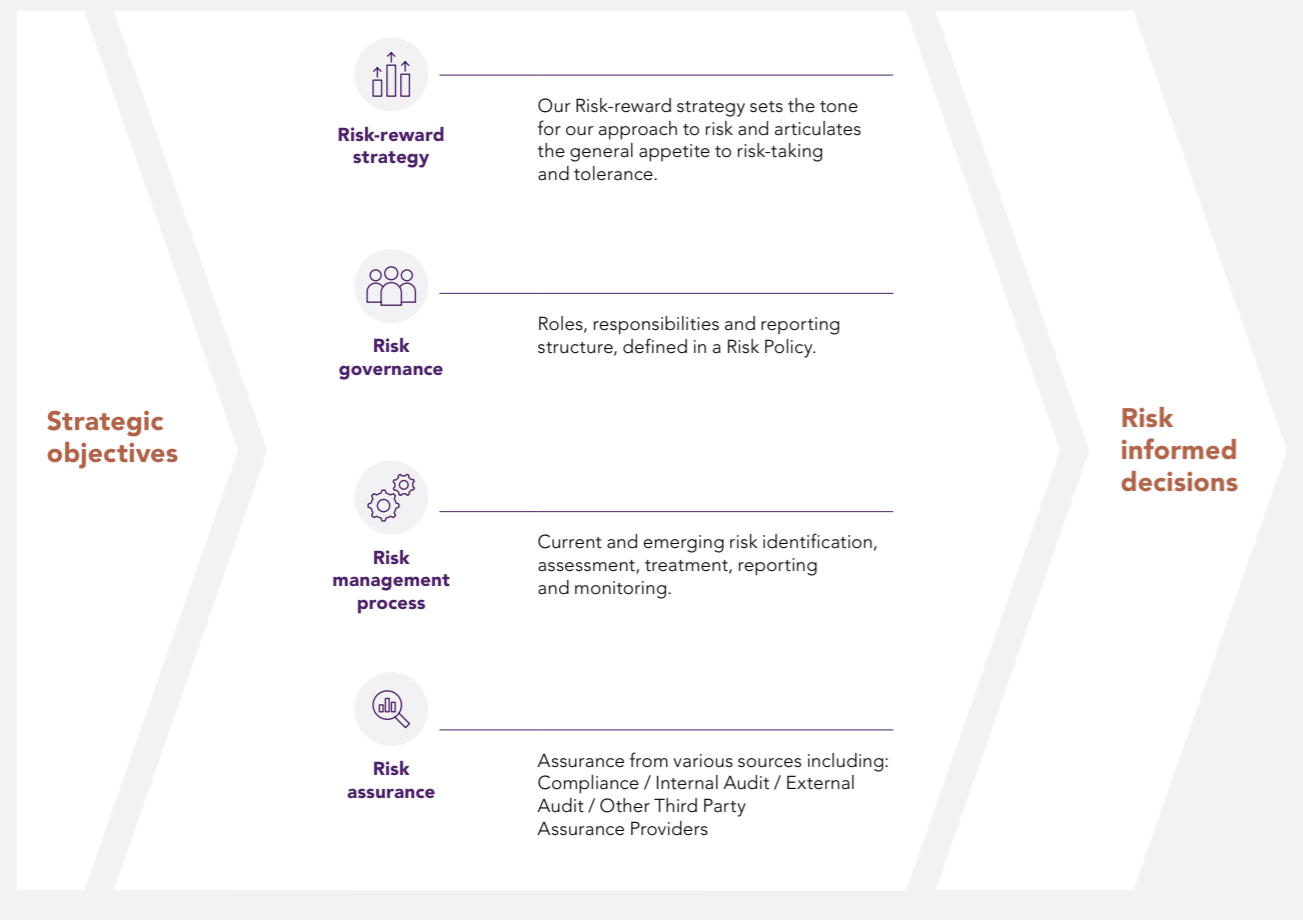 Strategic
objectives
Risk-reward
strategy
Our Risk-reward strategy sets the tone
for our approach to risk and articulates
the general appetite to risk-taking
and tolerance.
Risk
governance
Roles, responsibilities and reporting
structure, defined in a Risk Policy.
Risk
management
process
Current and emerging risk identification,
assessment, treatment, reporting
and monitoring.
Risk
assurance
Assurance from various sources including:
Compliance / Internal Audit / External
Audit / Other Third Party
Assurance Providers
Risk
informed
decisions